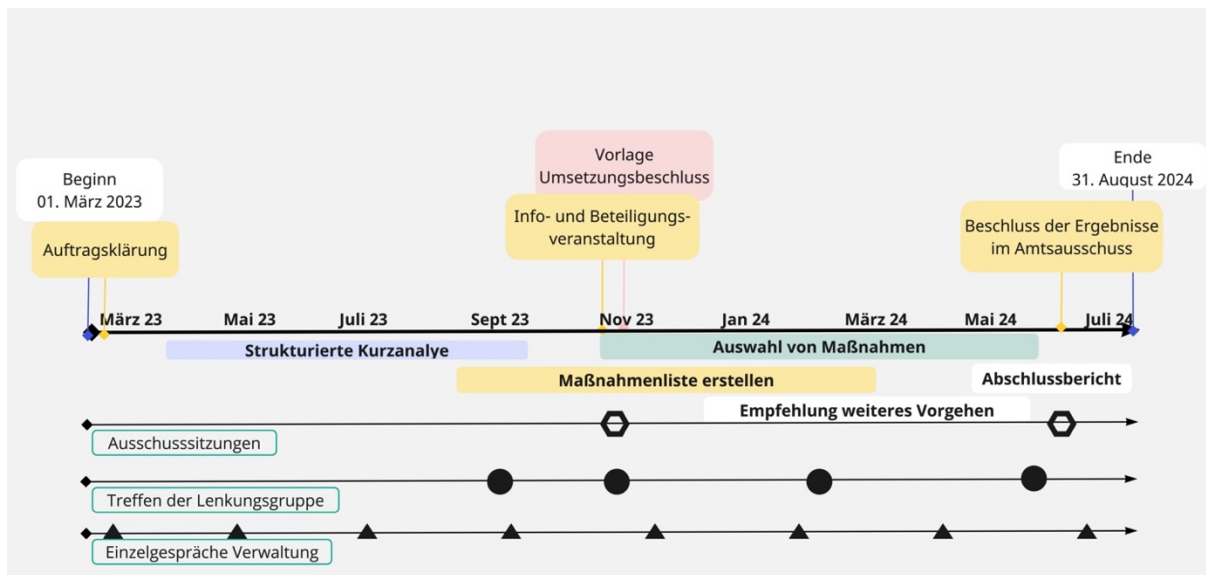 Beginn
01. März 2023
Auftragsklärung
Vorlage
Umsetzungsbeschluss
Info- und Beteiligungs-
veranstaltung
Ende
31. August 2024
Beschluss der Ergebnisse
im Amtsausschuss
März 23 Mai 23 Juli 23 Sept 23 Nov 23 Jan 24 März 24 Mai 24 Juli 24
Strukturierte Kurzanalye
Auswahl von Maßnahmen
Maßnahmenliste erstellen
Abschlussbericht
Empfehlung weiteres Vorgehen
Ausschusssitzungen
Treffen der Lenkungsgruppe
Einzelgespräche Verwaltung